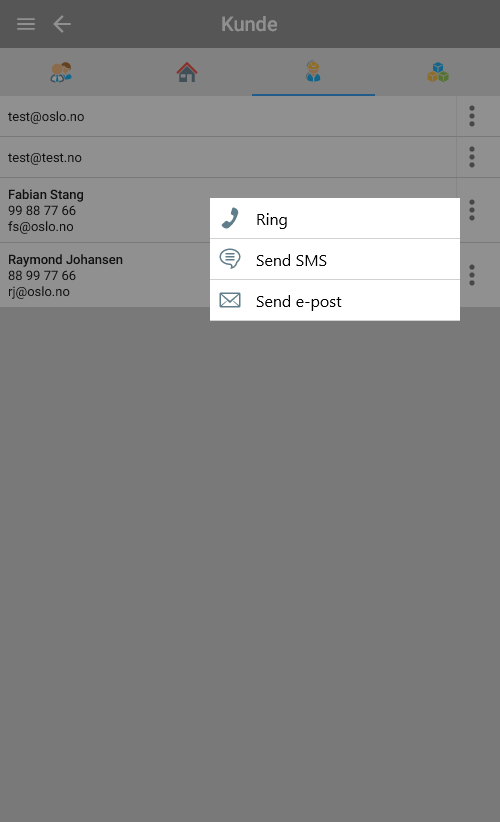 Kunde
test@oslo.no
test@test.no
Fabian Stang
99 88 77 66
fs@oslo.no
Raymond Johansen
88 99 77 66
rj@oslo.no
Ring
Send SMS
Send e-post